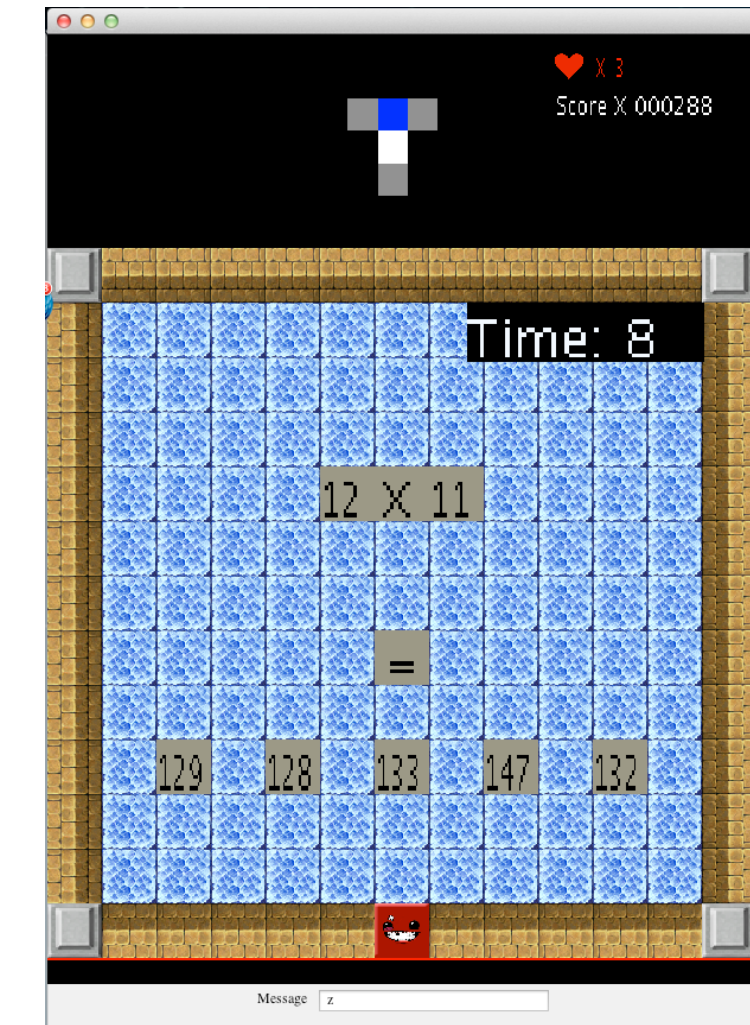 X 3
Score X 000288
Time: 8
12 X 11
=
129 128 133 147 132
Message z